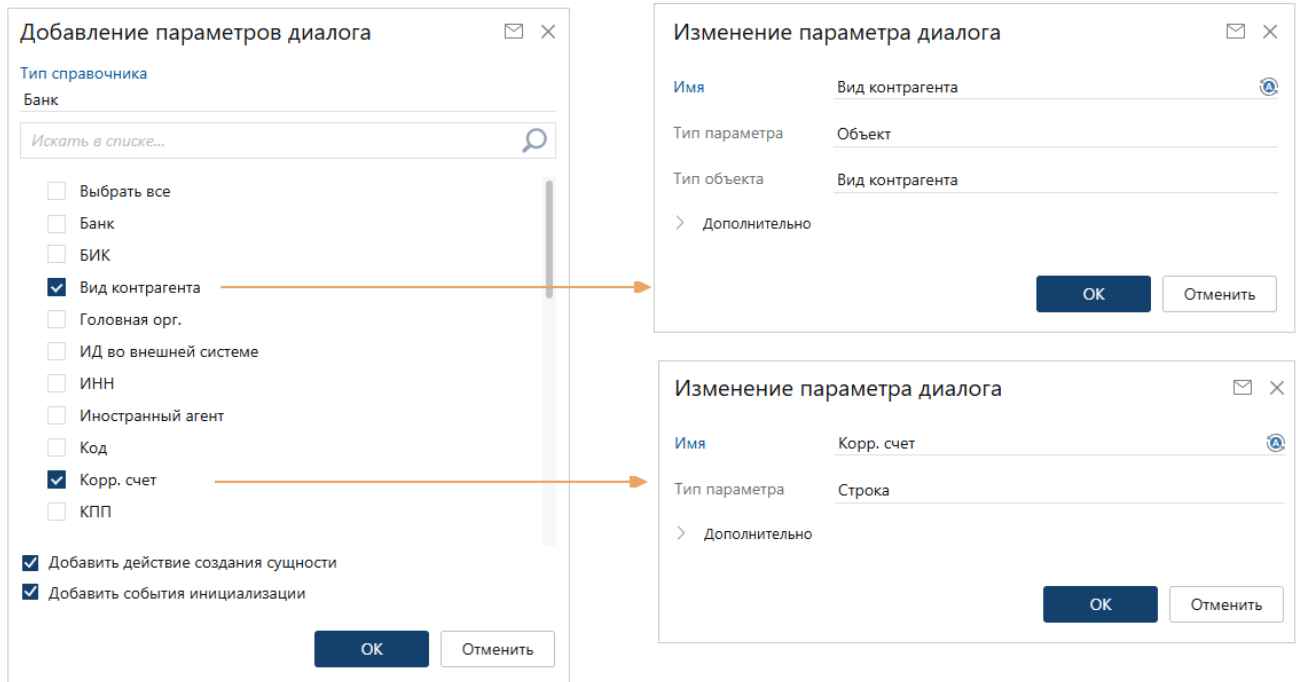 Добавление параметров диалога
Тип справочника
Банк
Искать в списке...
Выбрать все
Банк
БИК
Вид контрагента
Головная орг.
ИД во внешней системе
ИНН
Иностранный агент
Код
Корр. счет
КПП
Добавить действие создания сущности
Добавить события инициализации
ОК
Отменить
Изменение параметра диалога
Имя
Вид контрагента
Тип параметра
Объект
Тип объекта
Вид контрагента
Дополнительно
ОК
Отменить
Изменение параметра диалога
Имя
Корр. счет
Тип параметра
Строка
Дополнительно
ОК
Отменить